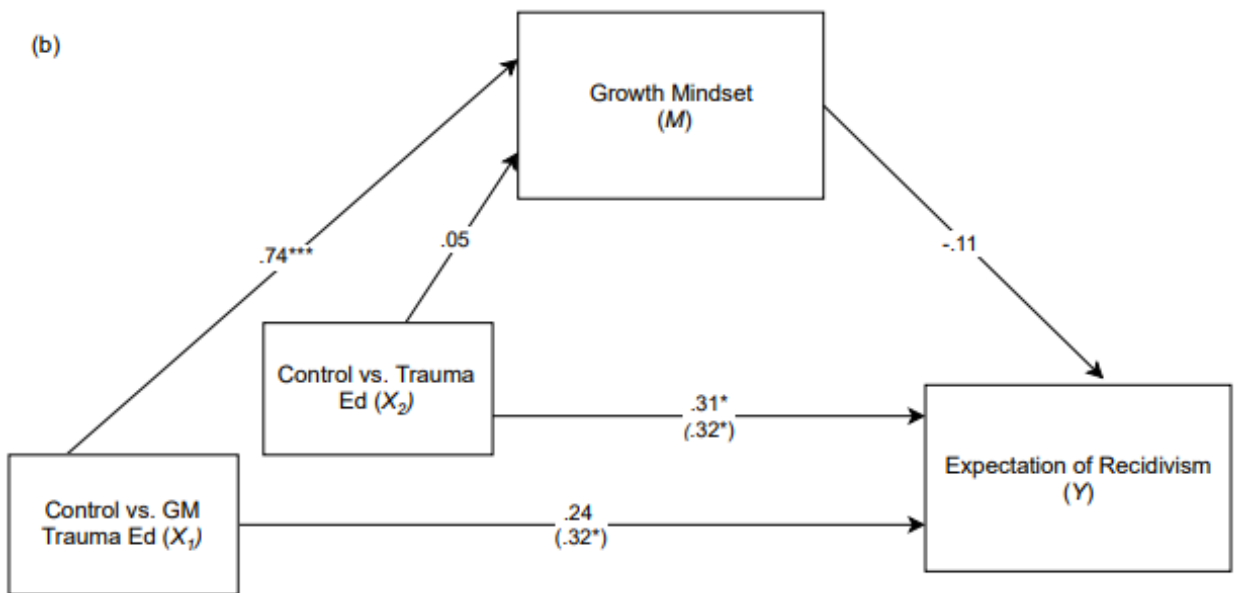 (b)
Growth Mindset
(M)
.74***
.05
-.11
Control vs. Trauma
Ed (X₂)
.31*
(.32*)
Expectation of Recidivism
(Y)
Control vs. GM
Trauma Ed (X₁)
.24
(.32*)